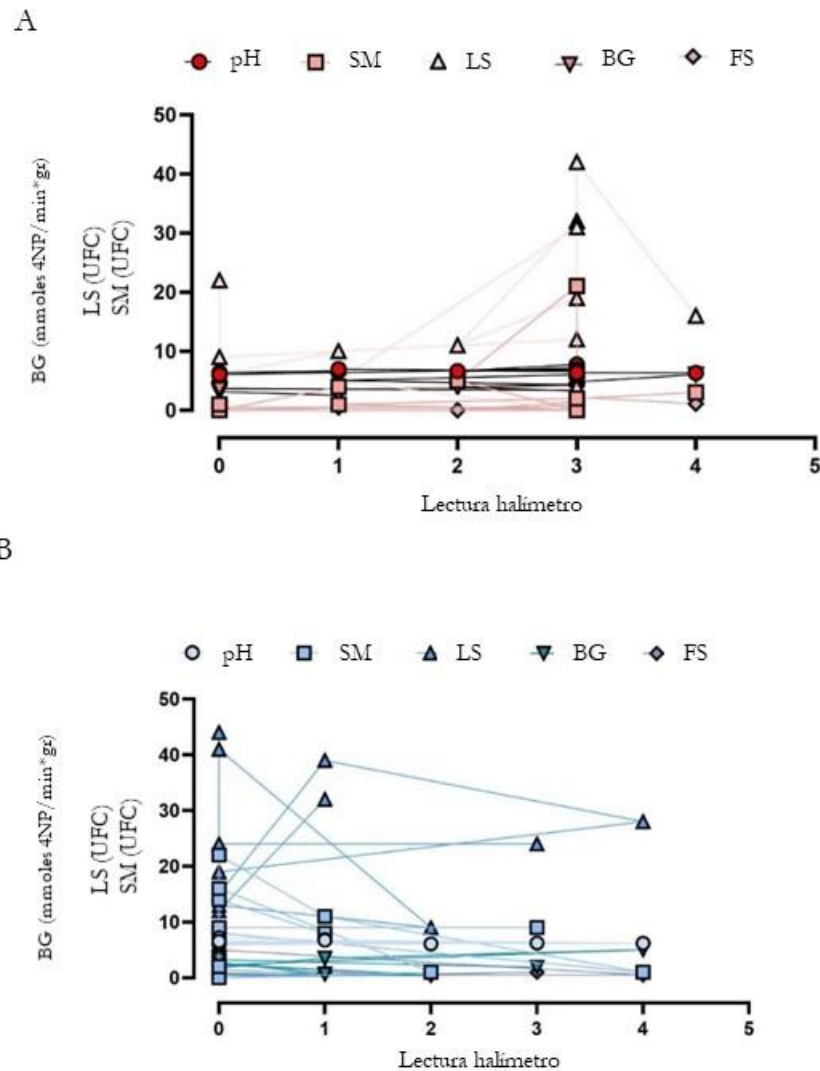 A
pH SM LS BG FS
BG (mmoles 4NP/min*gr)
LS (UFC)
SM (UFC)
50
40
30
20
10
0
0 1 2 3 4 5
Lectura halímetro
B
pH SM LS BG FS
BG (mmoles 4NP/min*gr)
LS (UFC)
SM (UFC)
50
40
30
20
10
0
0 1 2 3 4 5
Lectura halímetro